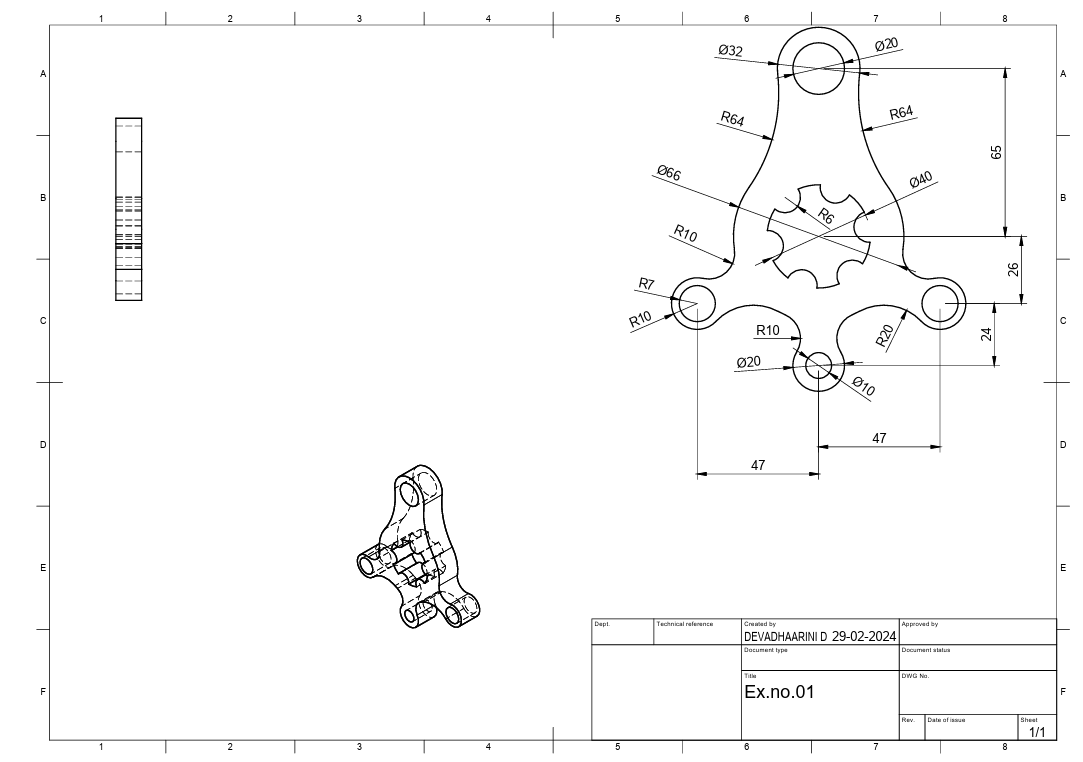 1 2 3 4 5 6 7 8
A A
Ø32
Ø20
R64
R64
65
Ø66
Ø40
B B
R6
R10
26
R7
R10
C C
R10
R20
24
Ø20
Ø10
47
D D
47
E E
Dept. Technical reference Created by Approved by
DEVADHAARINI D 29-02-2024
Document type Document status
Title DWG No.
Ex.no.01
F F
Rev. Date of issue Sheet
1/1
1 2 3 4 5 6 7 8